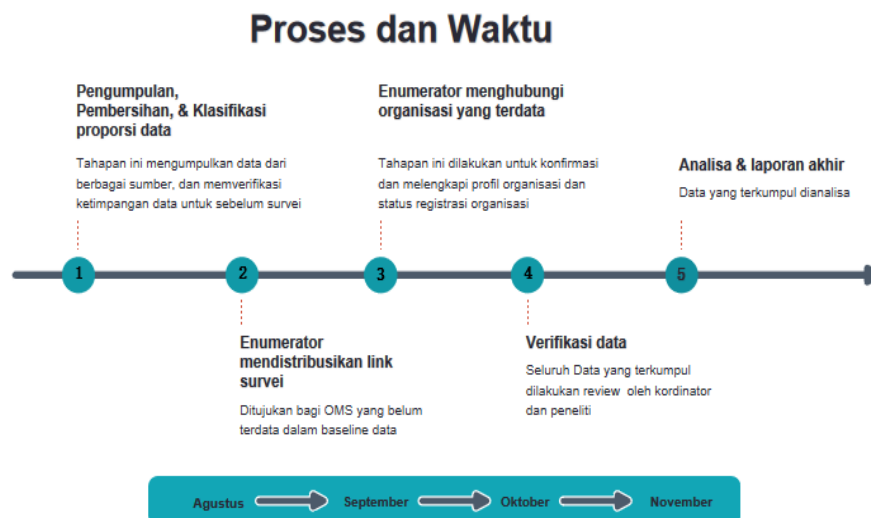 Proses dan Waktu
Pengumpulan,
Pembersihan, & Klasifikasi
proporsi data
Tahapan ini mengumpulkan data dari
berbagai sumber, dan memverifikasi
ketimpangan data untuk sebelum survei
Enumerator menghubungi
organisasi yang terdata
Tahapan ini dilakukan untuk konfirmasi
dan melengkapi profil organisasi dan
status registrasi organisasi
Analisa & laporan akhir
Data yang terkumpul dianalisa
1
2
3
4
5
Enumerator
mendistribusikan link
survei
Ditujukan bagi OMS yang belum
terdata dalam baseline data
Verifikasi data
Seluruh Data yang terkumpul
dilakukan review oleh kordinator
dan peneliti
Agustus
September
Oktober
November